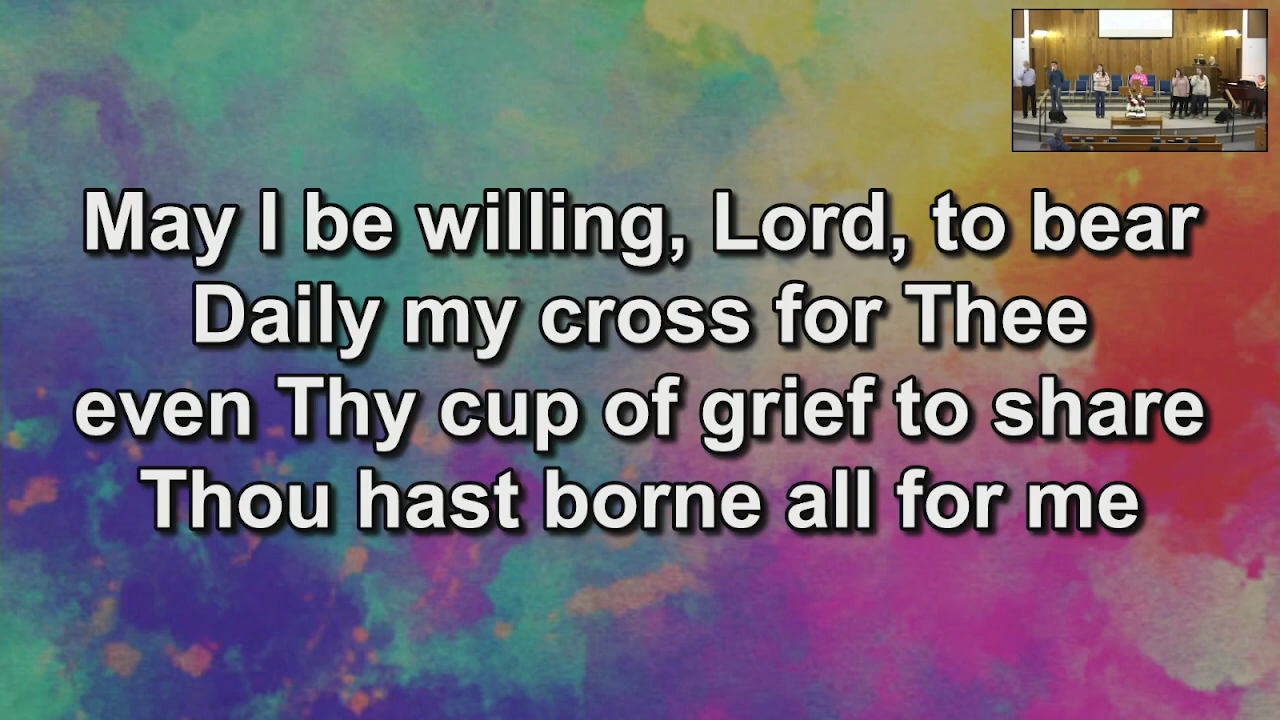 May I be willing, Lord, to bear
Daily my cross for Thee
even Thy cup of grief to share
Thou hast borne all for me